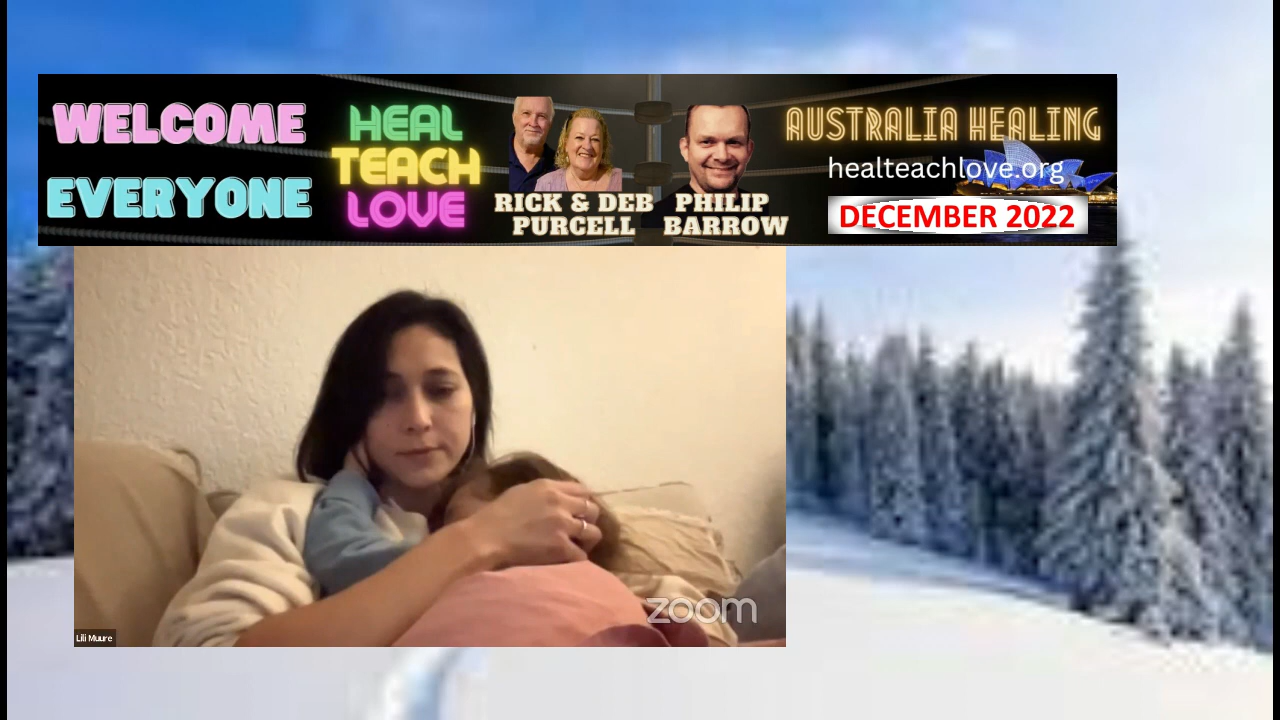 WELCOME
EVERYONE
HEAL
TEACH
LOVE
RICK & DEB
PURCELL
PHILIP
BARROW
AUSTRALIA HEALING
healteachlove.org
DECEMBER 2022
zoom
Lili Muure